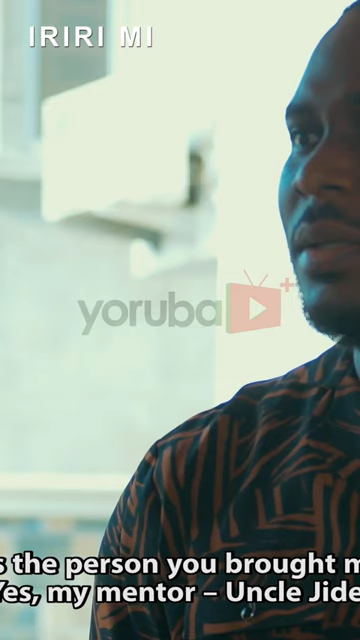 IRIRI MI
yoruba +
s the person you brought m
Yes, my mentor – Uncle Jide